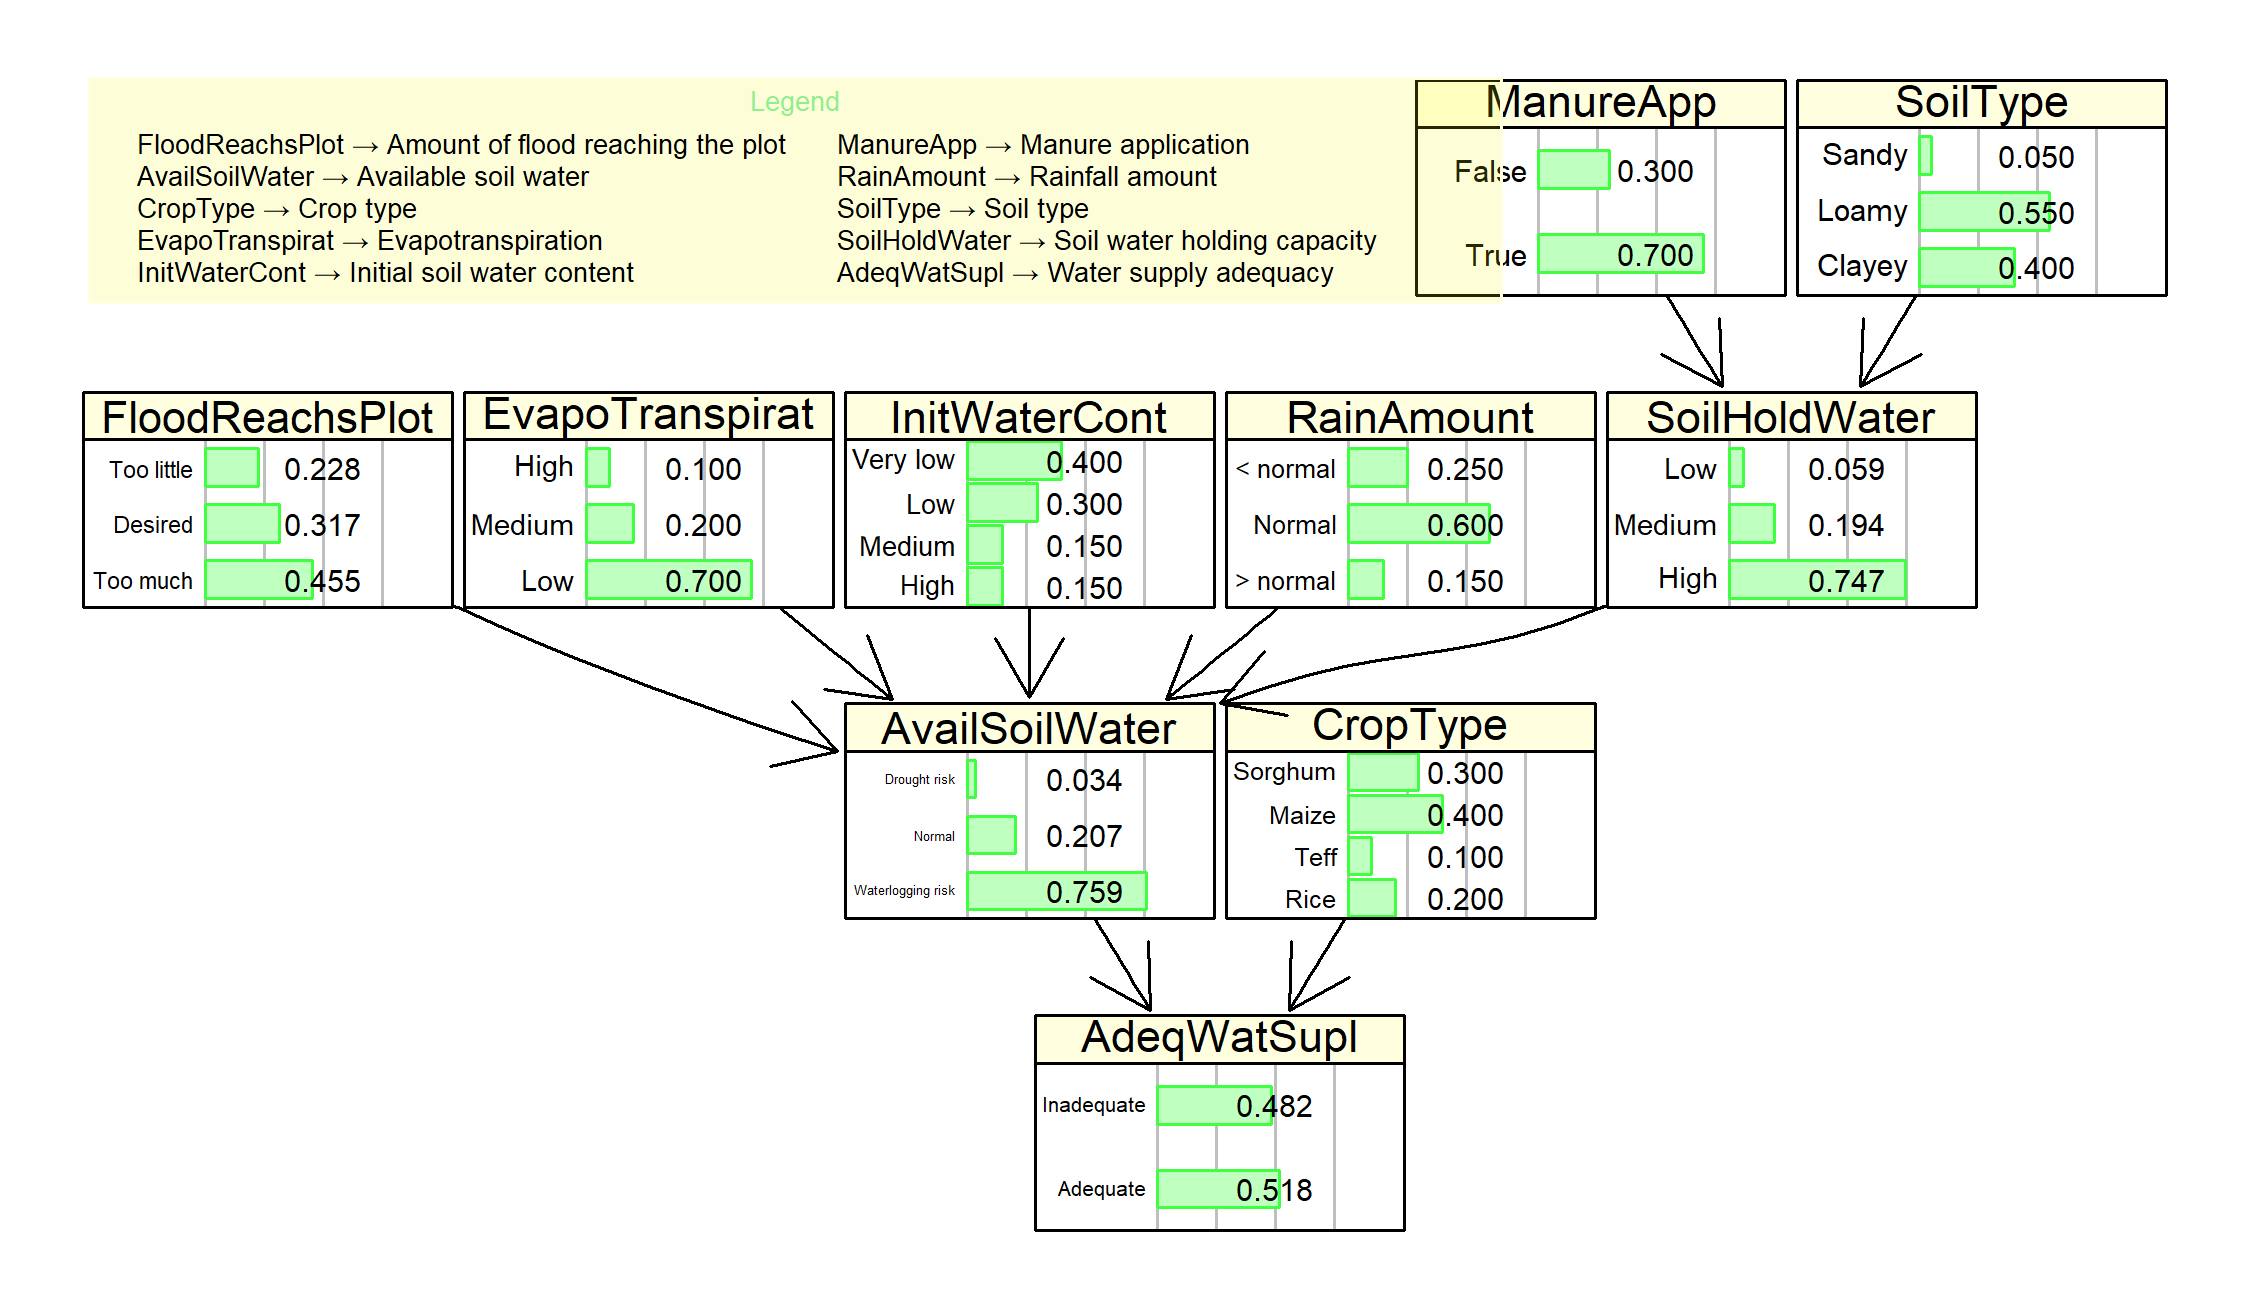 Legend
FloodReachsPlot → Amount of flood reaching the plot
AvailSoilWater → Available soil water
CropType → Crop type
EvapoTranspirat → Evapotranspiration
InitWaterCont → Initial soil water content
ManureApp → Manure application
RainAmount → Rainfall amount
SoilType → Soil type
SoilHoldWater → Soil water holding capacity
AdeqWatSupl → Water supply adequacy
ManureApp
False 0.300
True 0.700
SoilType
Sandy 0.050
Loamy 0.550
Clayey 0.400
FloodReachsPlot
Too little 0.228
Desired 0.317
Too much 0.455
EvapoTranspirat
High 0.100
Medium 0.200
Low 0.700
InitWaterCont
Very low 0.400
Low 0.300
Medium 0.150
High 0.150
RainAmount
< normal 0.250
Normal 0.600
> normal 0.150
SoilHoldWater
Low 0.059
Medium 0.194
High 0.747
AvailSoilWater
Drought risk 0.034
Normal 0.207
Waterlogging risk 0.759
CropType
Sorghum 0.300
Maize 0.400
Teff 0.100
Rice 0.200
AdeqWatSupl
Inadequate 0.482
Adequate 0.518